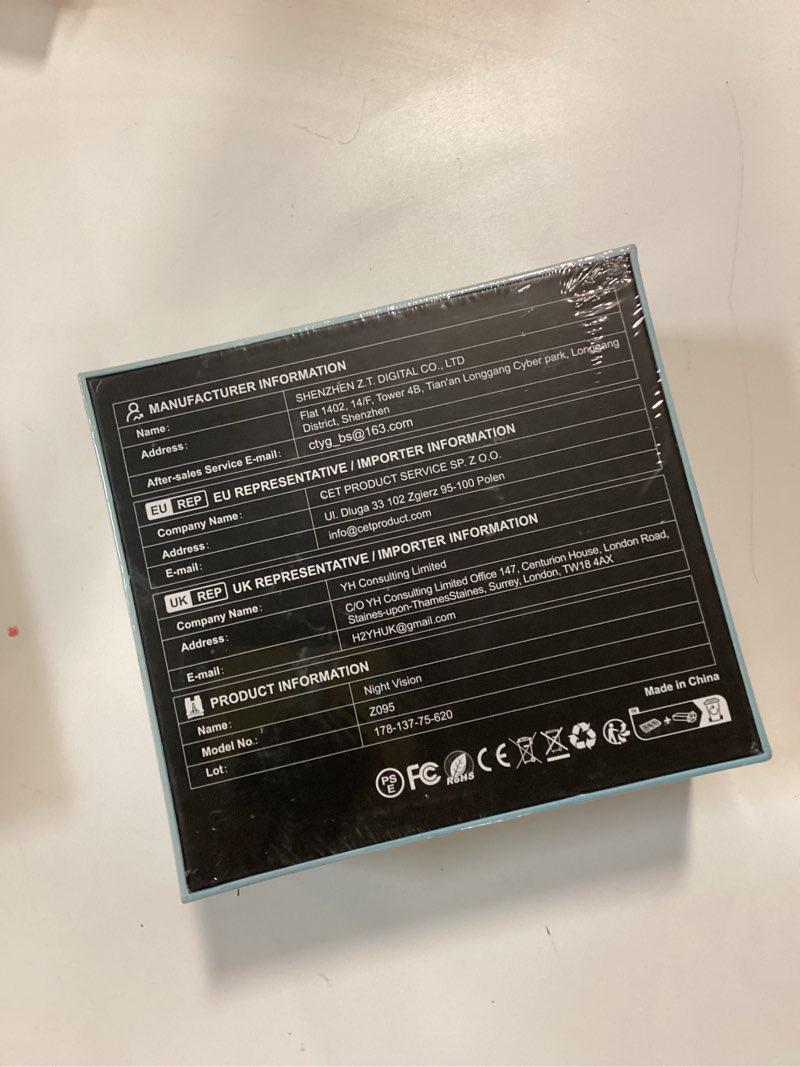 MANUFACTURER INFORMATION
Name: SHENZHEN Z.T. DIGITAL CO., LTD
Address: Flat 1402, 14/F, Tower 4B, Tian'an Longgang Cyber park, Longgang
District, Shenzhen
After-sales Service E-mail: ctyg_bs@163.com
EU REP EU REPRESENTATIVE / IMPORTER INFORMATION
Company Name: CET PRODUCT SERVICE SP. Z O.O.
Address: Ul. Dluga 33 102 Zgierz 95-100 Polen
E-mail: info@cetproduct.com
UK REP UK REPRESENTATIVE / IMPORTER INFORMATION
Company Name: YH Consulting Limited
Address: C/O YH Consulting Limited Office 147, Centurion House, London Road,
Staines-upon-ThamesStaines, Surrey, London, TW18 4AX
E-mail: H2YHUK@gmail.com
PRODUCT INFORMATION
Name: Night Vision
Model No.: Z095
Lot: 178-137-75-620
Made in China
PS E FC RoHS CE